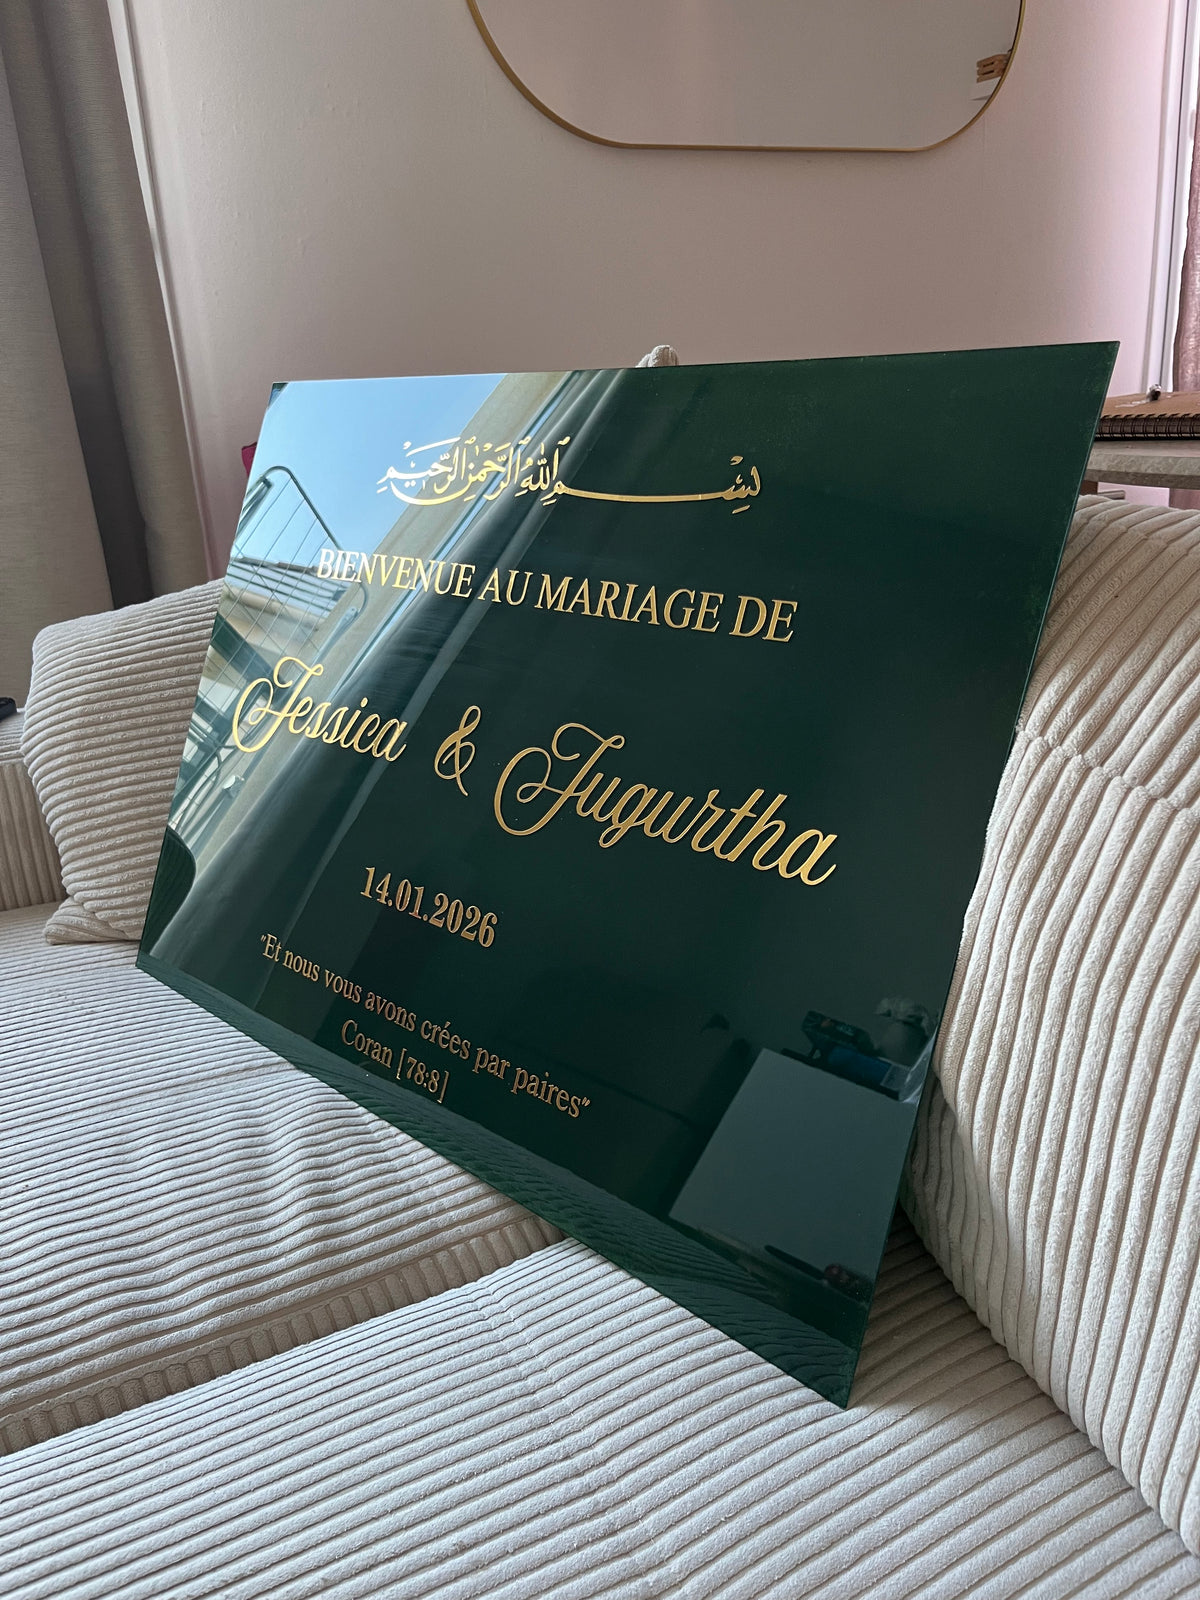 بسم الله الرحمن الرحيم
BIENVENUE AU MARIAGE DE
Jessica & Jugurtha
14.01.2026
"Et nous vous avons crées par paires"
Coran [78:8]